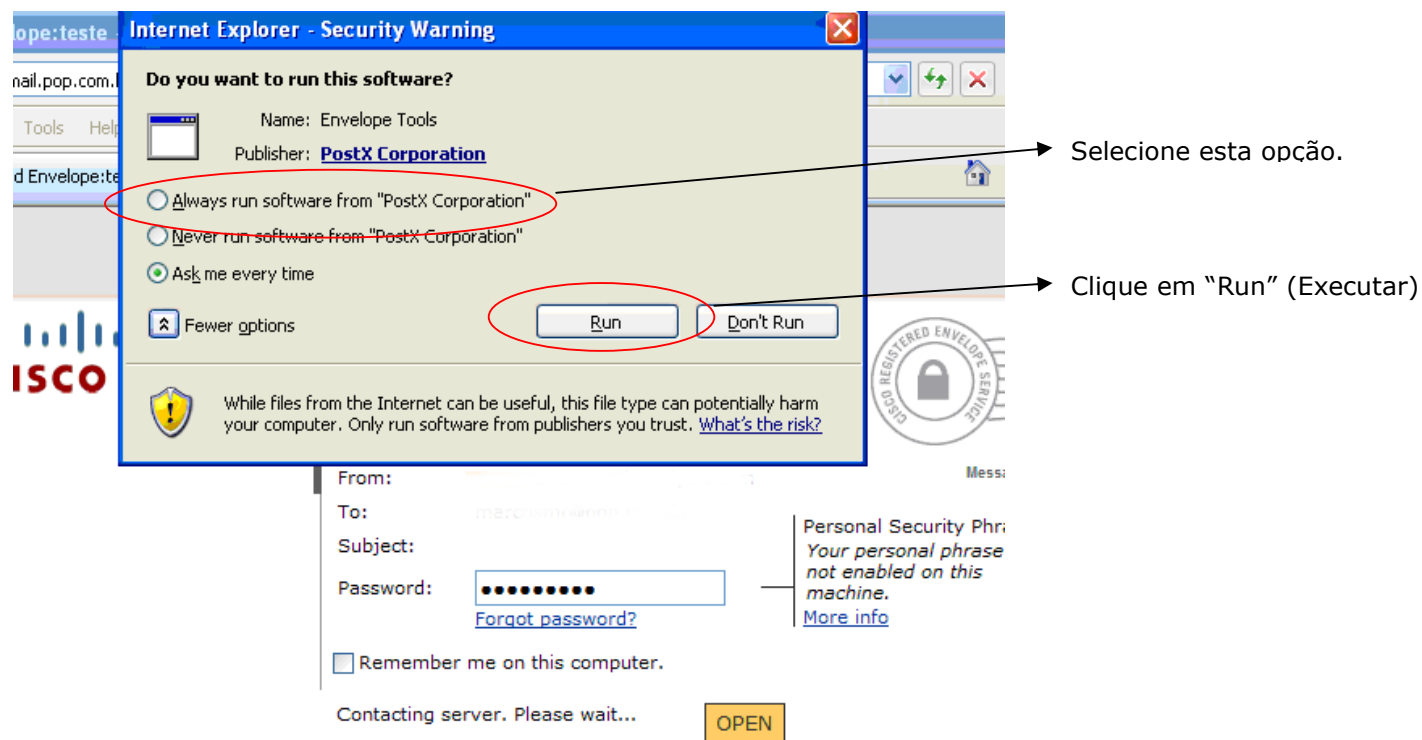 ope:teste -
Internet Explorer - Security Warning
mail.pop.com.
Do you want to run this software?
Tools Help
Name: Envelope Tools
Publisher: PostX Corporation
Selecione esta opção.
d Envelope:te
Always run software from "PostX Corporation"
Never run software from "PostX Corporation"
Ask me every time
Clique em “Run” (Executar)
Fewer options
Run
Don't Run
ISCO
CISCO REGISTERED ENVELOPE SERVICE
While files from the Internet can be useful, this file type can potentially harm
your computer. Only run software from publishers you trust. What's the risk?
From:
Messa
To:
Personal Security Phra
Subject:
Your personal phrase
not enabled on this
Password: •••••••••
machine.
Forgot password?
More info
Remember me on this computer.
Contacting server. Please wait...
OPEN